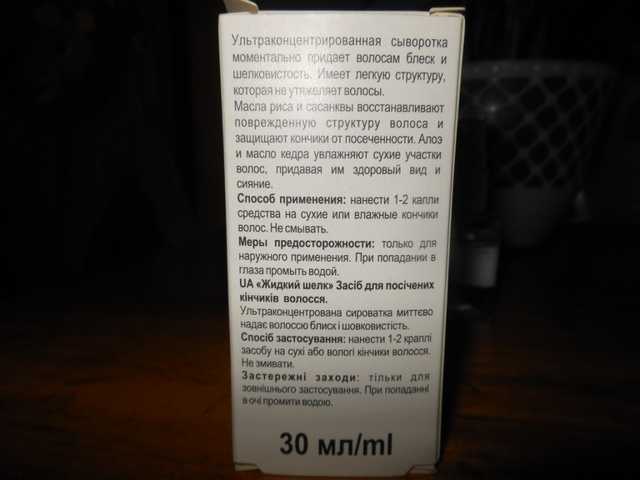 Ультраконцентрированная сыворотка
моментально придает волосам блеск и
шелковистость. Имеет легкую структуру,
которая не утяжеляет волосы.
Масла риса и сасанквы восстанавливают
поврежденную структуру волоса и
защищают кончики от посеченности. Алоэ
и масло кедра увлажняют сухие участки
волос, придавая им здоровый вид и
сияние.
Способ применения: нанести 1-2 капли
средства на сухие или влажные кончики
волос. Не смывать.
Меры предосторожности: только для
наружного применения. При попадании в
глаза промыть водой.
UA «Жидкий шелк» Засіб для посічених
кінчиків волосся.
Ультраконцентрована сироватка миттєво
надає волоссю блиск і шовковистість.
Спосіб застосування: нанести 1-2 краплі
засобу на сухі або вологі кінчики волосся.
Не змивати.
Застережні заходи: тільки для
зовнішнього застосування. При попаданні
в очі промити водою.
30 мл/ml